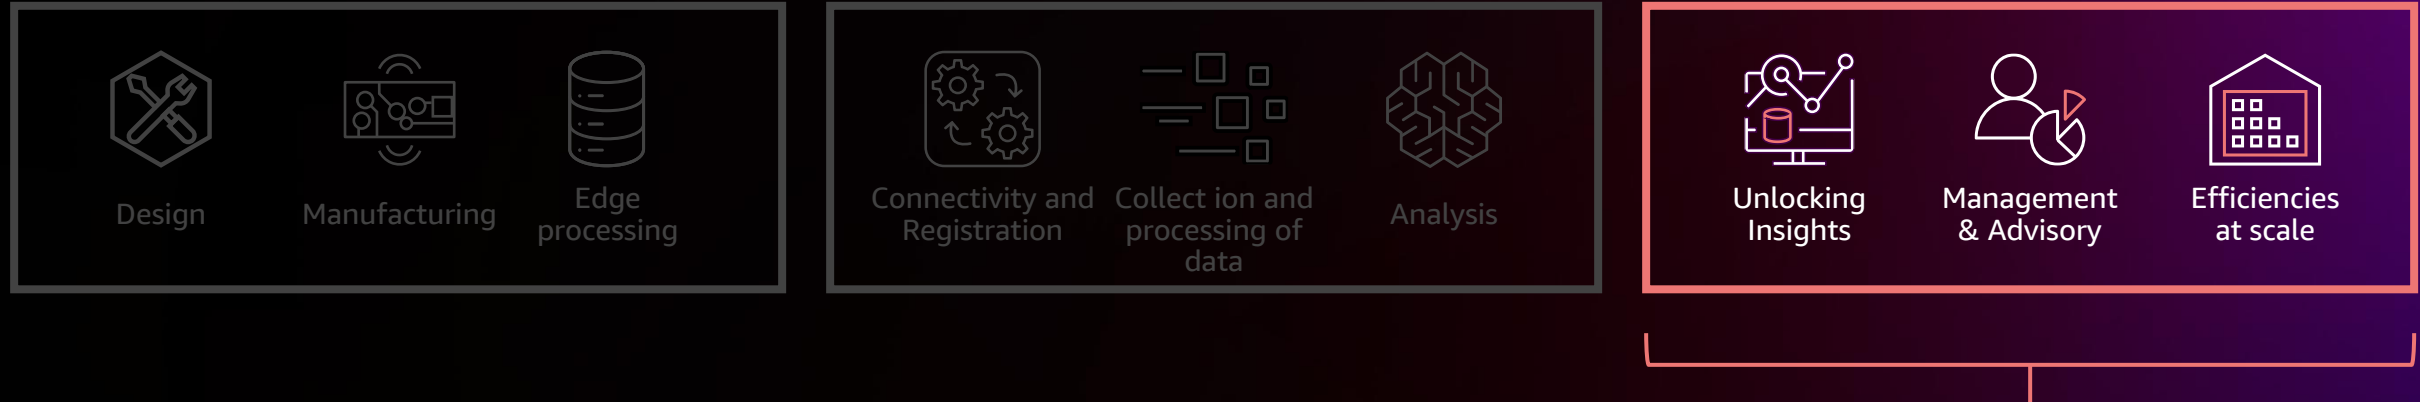 Design
Manufacturing
Edge
processing
Connectivity and
Registration
Collect ion and
processing of
data
Analysis
Unlocking
Insights
Management
& Advisory
Efficiencies
at scale